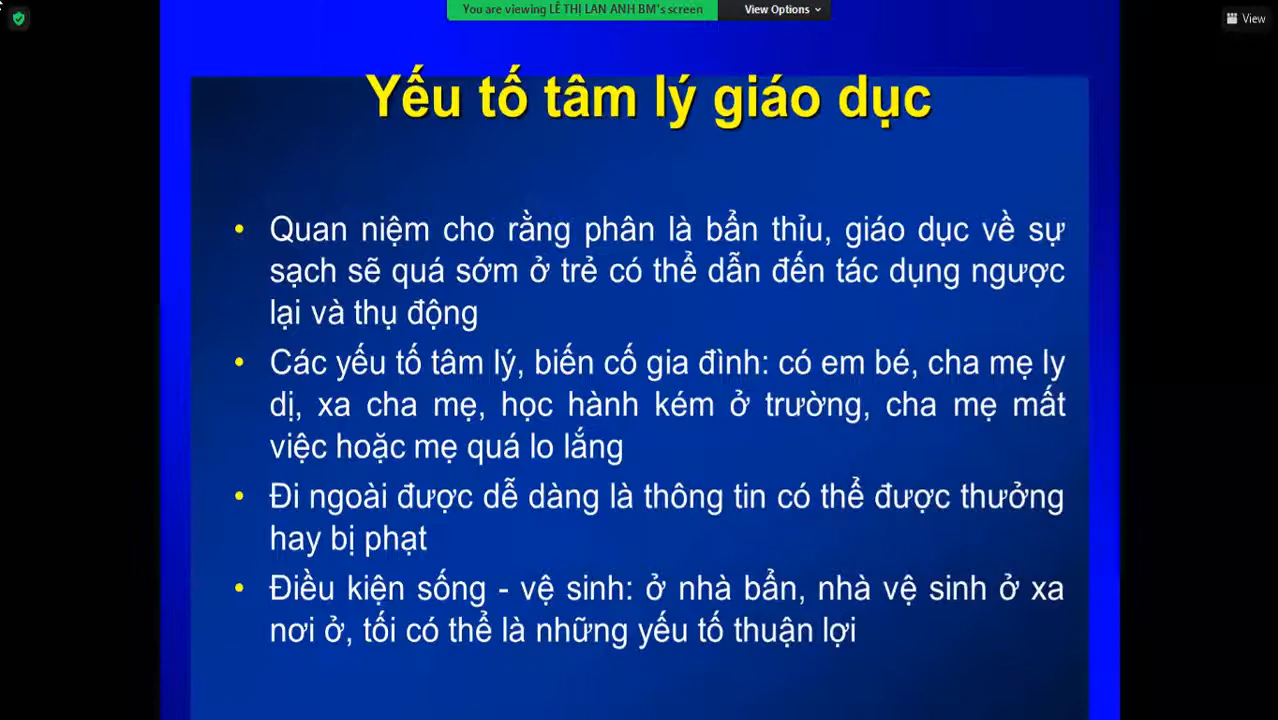 You are viewing LÊ THỊ LAN ANH BM's screen
View Options
View
Yếu tố tâm lý giáo dục
• Quan niệm cho rằng phân là bẩn thỉu, giáo dục về sự
sạch sẽ quá sớm ở trẻ có thể dẫn đến tác dụng ngược
lại và thụ động
• Các yếu tố tâm lý, biến cố gia đình: có em bé, cha mẹ ly
dị, xa cha mẹ, học hành kém ở trường, cha mẹ mất
việc hoặc mẹ quá lo lắng
• Đi ngoài được dễ dàng là thông tin có thể được thưởng
hay bị phạt
• Điều kiện sống - vệ sinh: ở nhà bẩn, nhà vệ sinh ở xa
nơi ở, tối có thể là những yếu tố thuận lợi